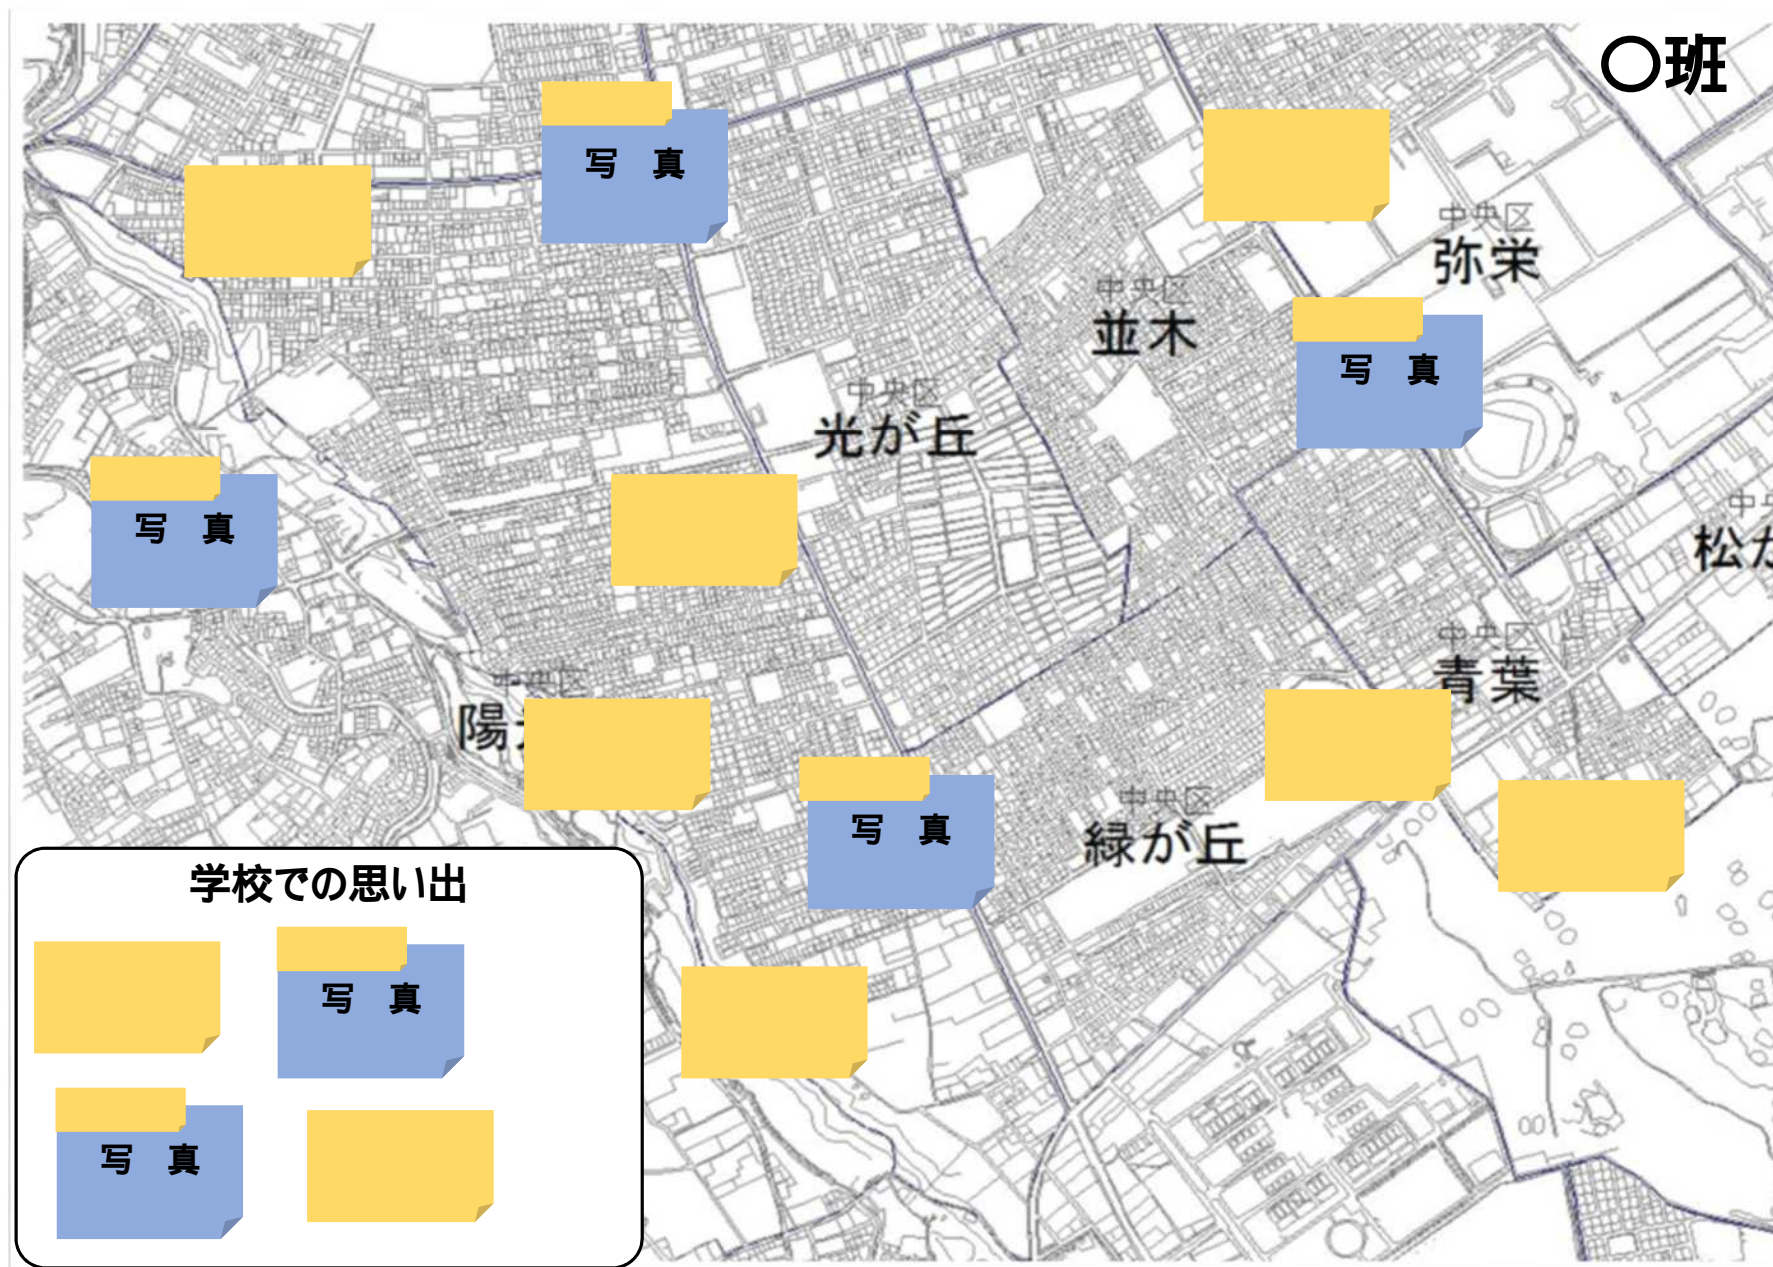 〇班
写　真
中央区
弥栄
中央区
並木
写　真
中央区
光が丘
松が
写　真
中央区
青葉
中央区
陽
中央区
緑が丘
写　真
学校での思い出
写　真
写　真